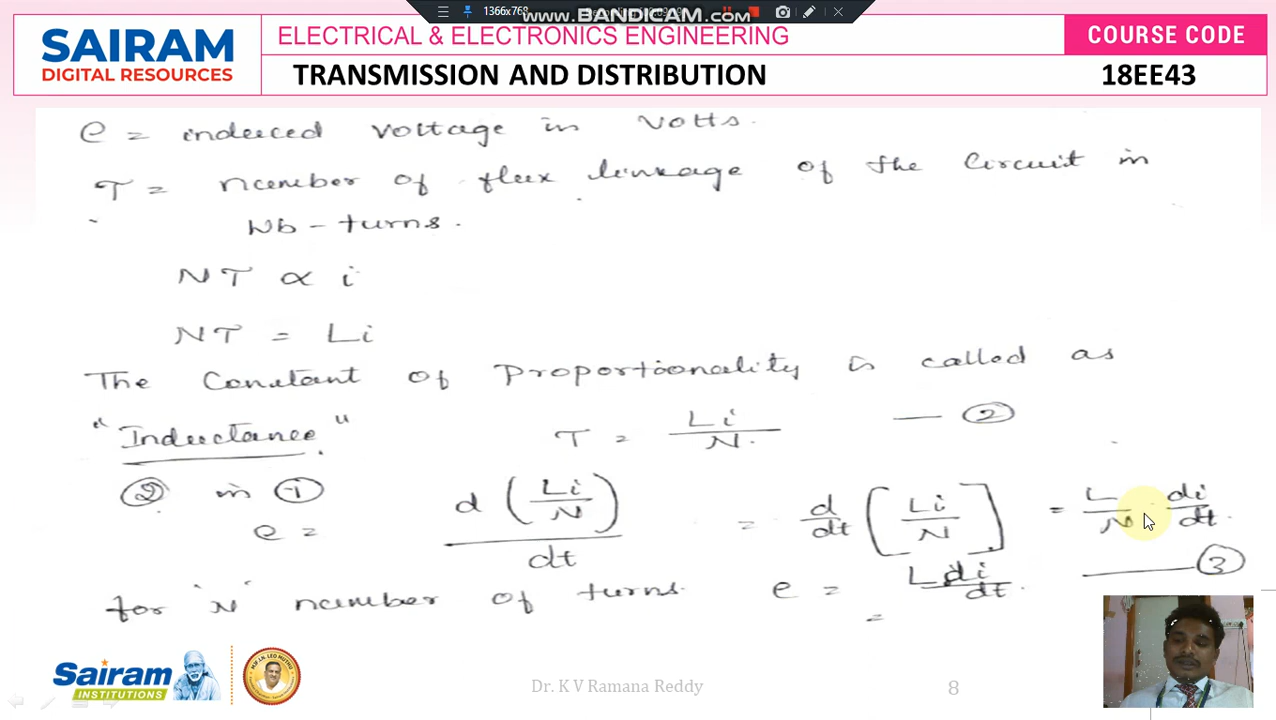 1366x768
www.BANDICAM.com
SAIRAM
DIGITAL RESOURCES
ELECTRICAL & ELECTRONICS ENGINEERING
COURSE CODE
TRANSMISSION AND DISTRIBUTION
18EE43
e = induced voltage in volts.
T = number of flux linkage of the circuit in
Wb - turns.
NT ∝ i
NT = Li
The Constant of proportionality is called as
"Inductance" T = Li/N. — ②
② in ① e = d(Li/N)/dt = d/dt [Li/N] = L/N · di/dt. — ③
for 'N' number of turns. e = L di/dt.
=
Sairam
INSTITUTIONS
Dr. K V Ramana Reddy
8